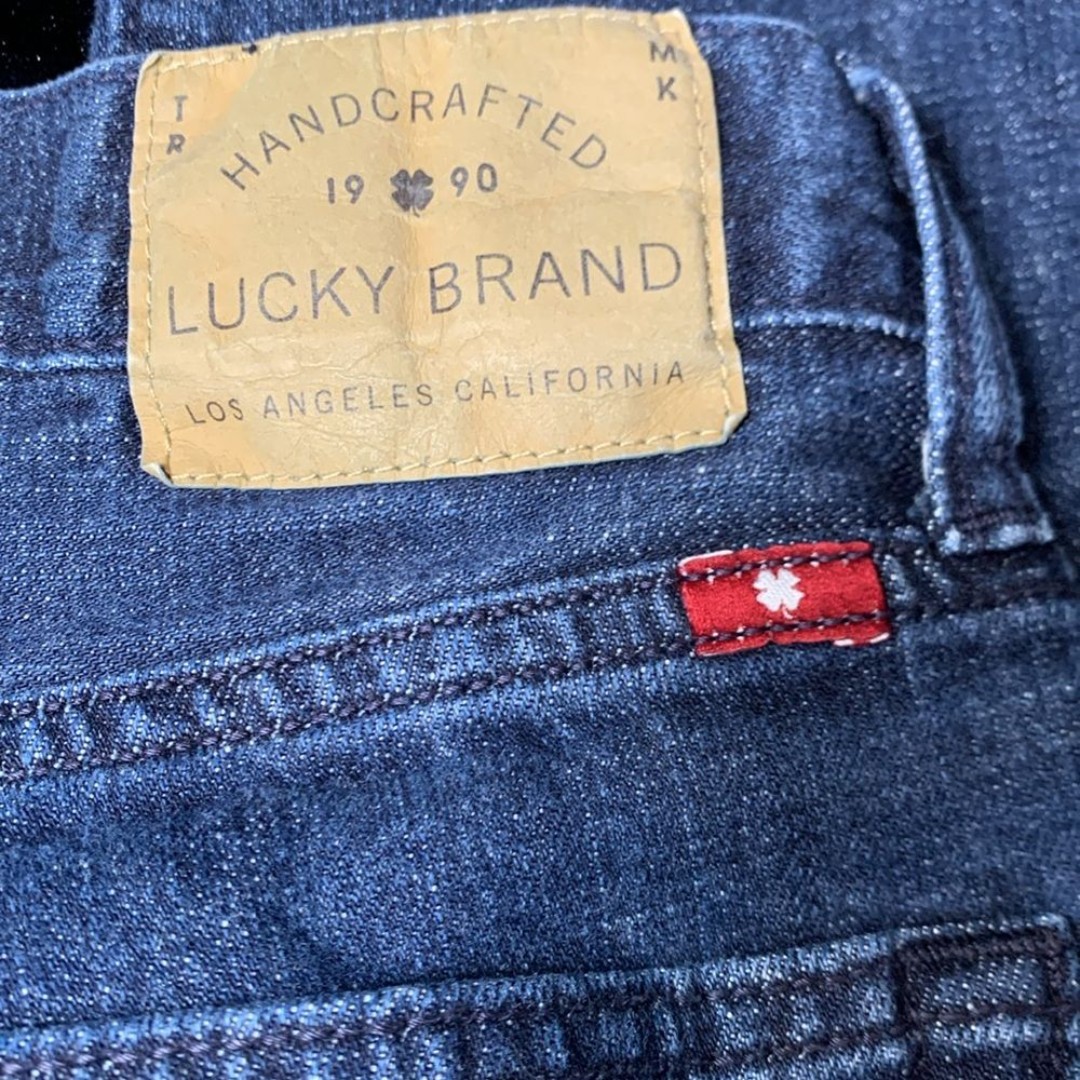 TR MK
HANDCRAFTED
19 90
LUCKY BRAND
LOS ANGELES CALIFORNIA